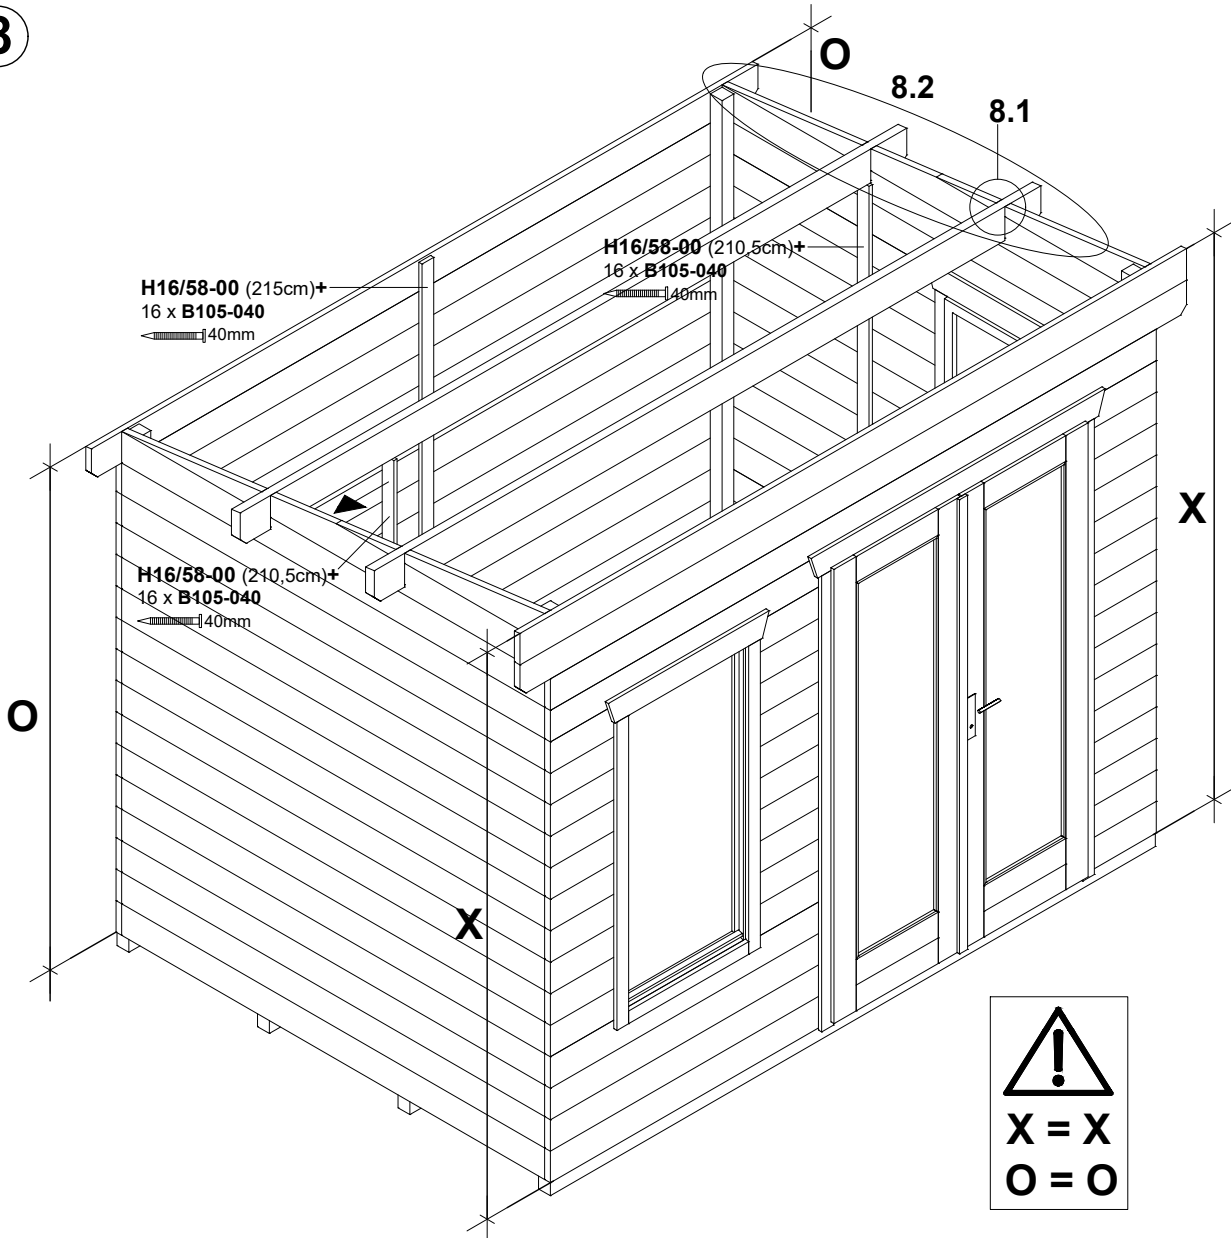 8
O
8.2
8.1
H16/58-00 (215cm)+
16 x B105-040
40mm
H16/58-00 (210,5cm)+
16 x B105-040
40mm
H16/58-00 (210,5cm)+
16 x B105-040
40mm
X
O
X
X = X
O = O